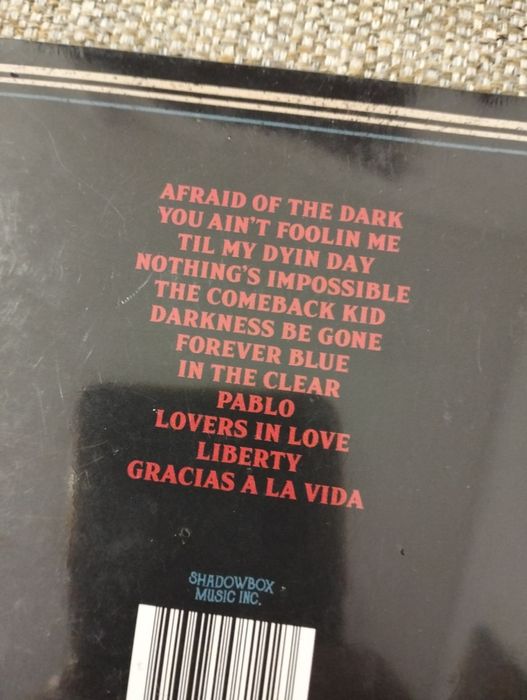 AFRAID OF THE DARK
YOU AIN'T FOOLIN ME
TIL MY DYIN DAY
NOTHING'S IMPOSSIBLE
THE COMEBACK KID
DARKNESS BE GONE
FOREVER BLUE
IN THE CLEAR
PABLO
LOVERS IN LOVE
LIBERTY
GRACIAS A LA VIDA
SHADOWBOX
MUSIC INC.